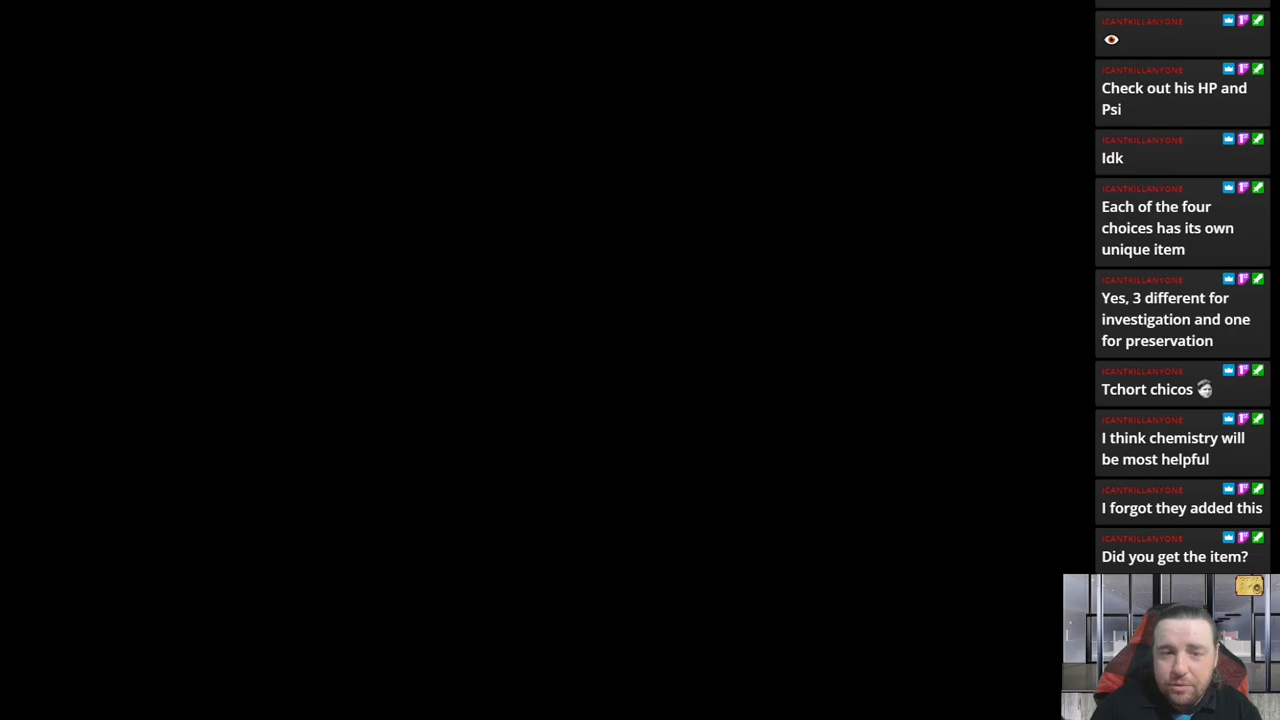 ICANTKILLANYONE
ICANTKILLANYONE
Check out his HP and
Psi
ICANTKILLANYONE
Idk
ICANTKILLANYONE
Each of the four
choices has its own
unique item
ICANTKILLANYONE
Yes, 3 different for
investigation and one
for preservation
ICANTKILLANYONE
Tchort chicos
ICANTKILLANYONE
I think chemistry will
be most helpful
ICANTKILLANYONE
I forgot they added this
ICANTKILLANYONE
Did you get the item?